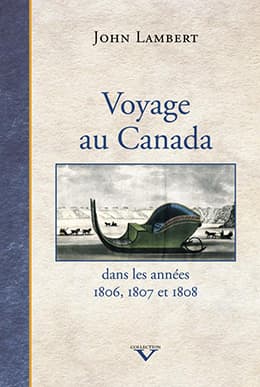 JOHN LAMBERT
Voyage
au Canada
dans les années
1806, 1807 et 1808
COLLECTION
V